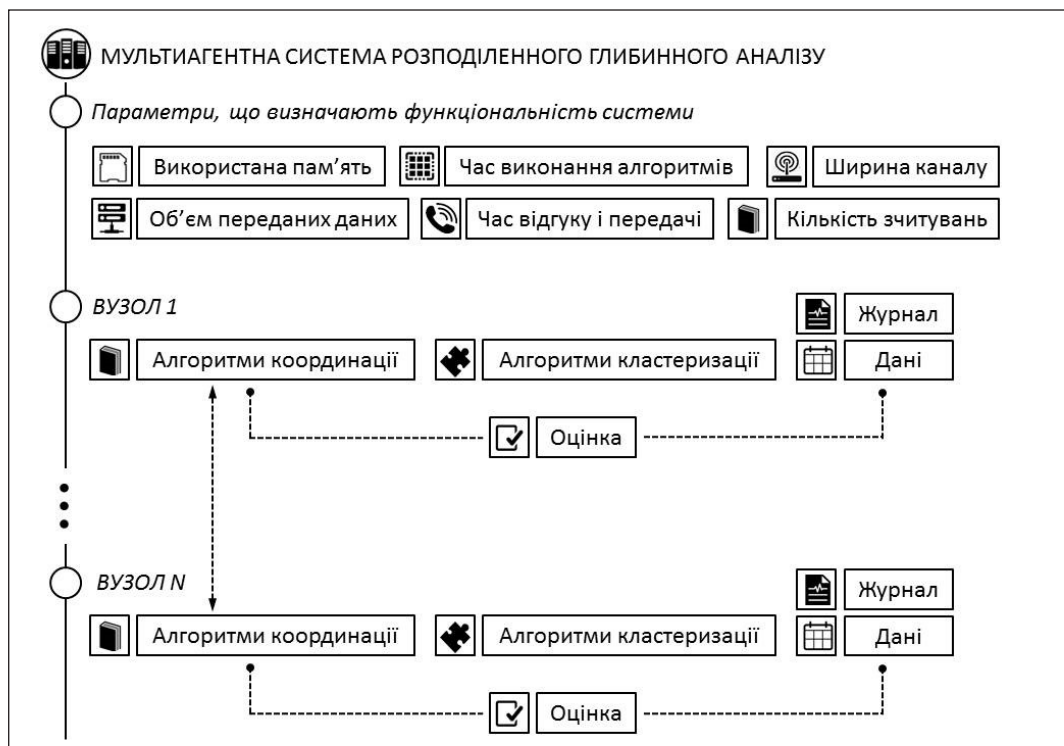 МУЛЬТИАГЕНТНА СИСТЕМА РОЗПОДІЛЕННОГО ГЛИБИННОГО АНАЛІЗУ
Параметри, що визначають функціональність системи
Використана пам’ять
Час виконання алгоритмів
Ширина каналу
Об’єм переданих даних
Час відгуку і передачі
Кількість зчитувань
ВУЗОЛ 1
Журнал
Алгоритми координації
Алгоритми кластеризації
Дані
Оцінка
ВУЗОЛ N
Журнал
Алгоритми координації
Алгоритми кластеризації
Дані
Оцінка